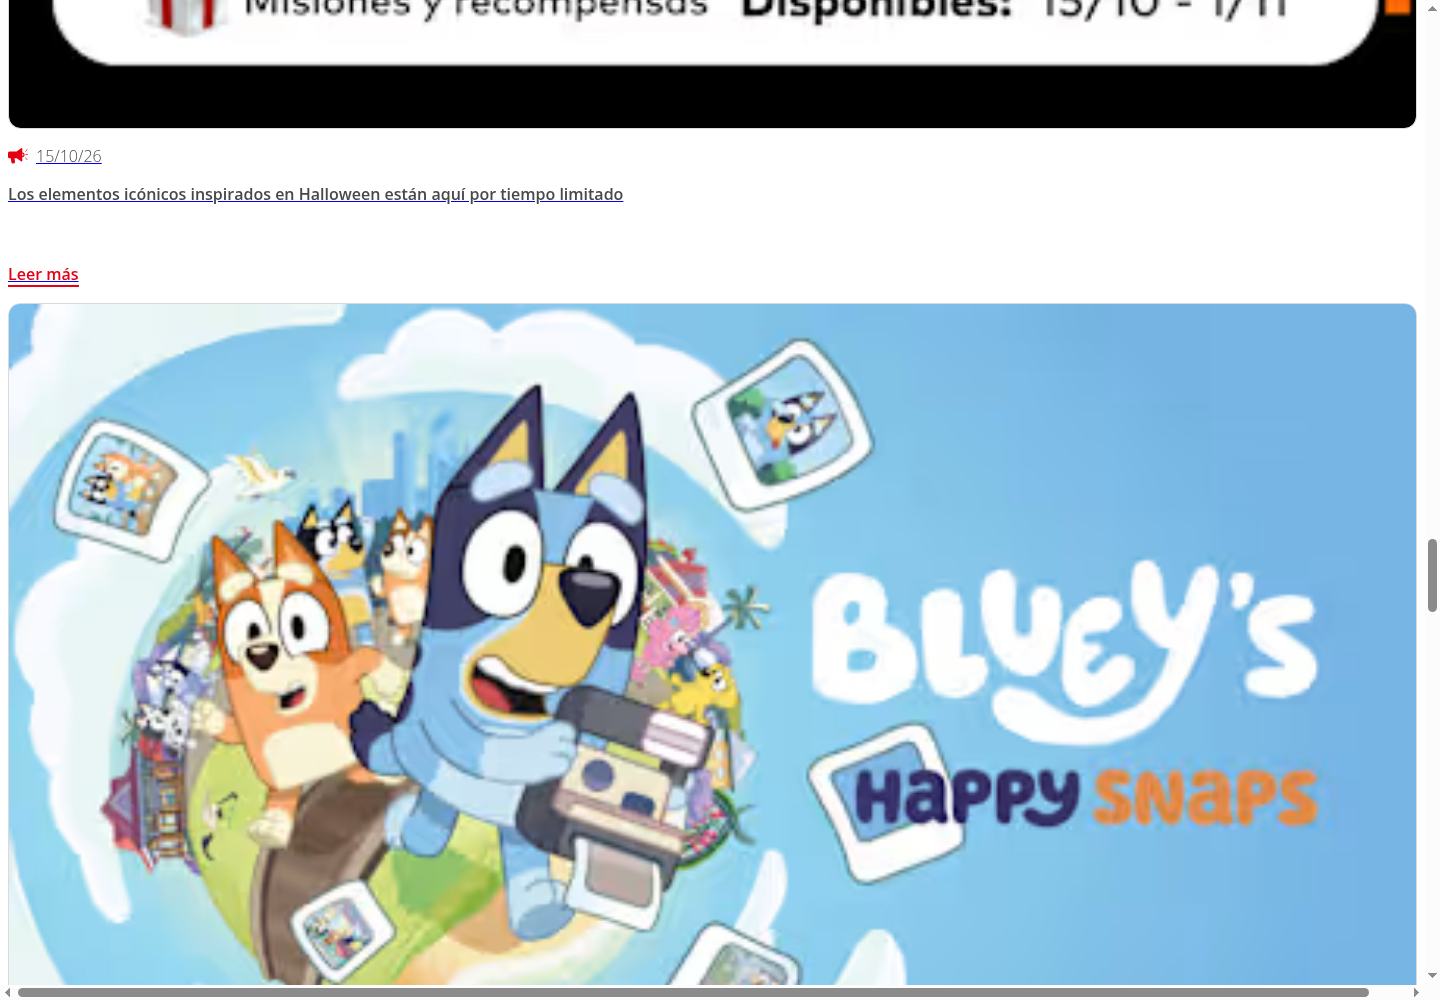 Misiones y recompensas Disponibles: 15/10 - 1/11
15/10/26
Los elementos icónicos inspirados en Halloween están aquí por tiempo limitado
Leer más
BLUEY'S
HAPPY SNAPS